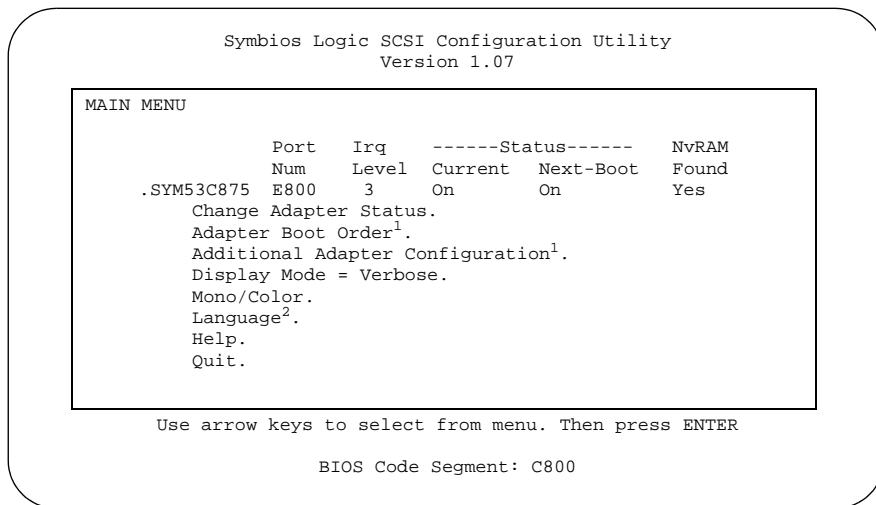 Symbios Logic SCSI Configuration Utility
Version 1.07
MAIN MENU
Port Irq ------Status------ NvRAM
Num Level Current Next-Boot Found
.SYM53C875 E800 3 On On Yes
Change Adapter Status.
Adapter Boot Order1.
Additional Adapter Configuration1.
Display Mode = Verbose.
Mono/Color.
Language2.
Help.
Quit.
Use arrow keys to select from menu. Then press ENTER
BIOS Code Segment: C800